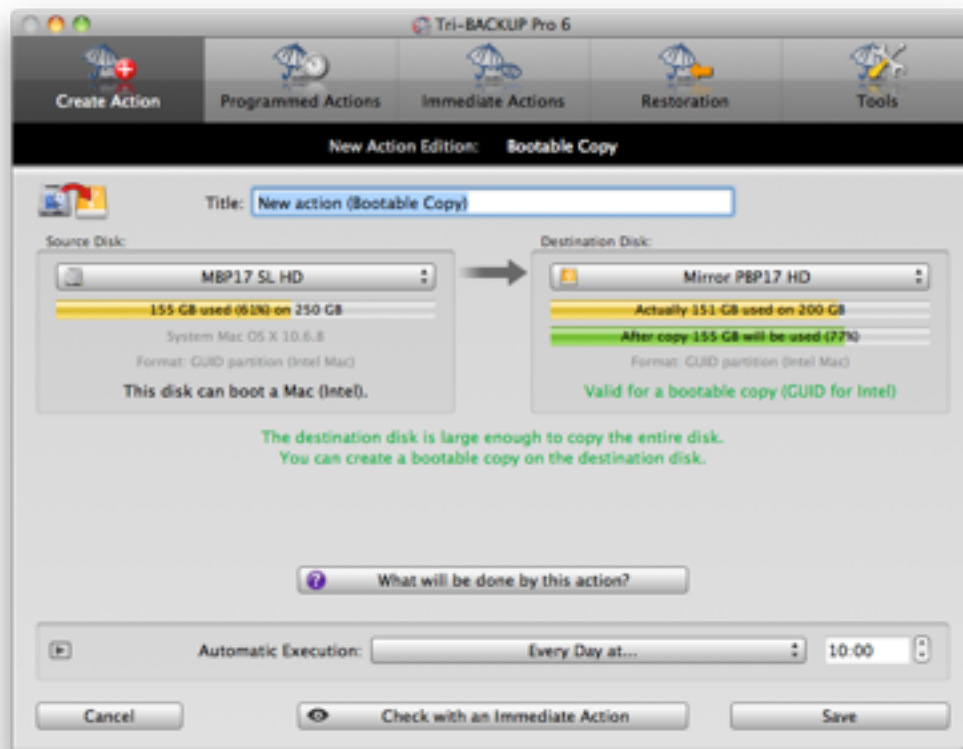 Tri-BACKUP Pro 6
Create Action Programmed Actions Immediate Actions Restoration Tools
New Action Edition: Bootable Copy
Title: New action (Bootable Copy)
Source Disk:
MBP17 SL HD
155 GB used (61%) on 250 GB
System Mac OS X 10.6.8
Format: GUID partition (Intel Mac)
This disk can boot a Mac (Intel).
Destination Disk:
Mirror PBP17 HD
Actually 151 GB used on 200 GB
After copy 155 GB will be used (77%)
Format: GUID partition (Intel Mac)
Valid for a bootable copy (GUID for Intel)
The destination disk is large enough to copy the entire disk.
You can create a bootable copy on the destination disk.
? What will be done by this action?
Automatic Execution: Every Day at... 10:00
Cancel Check with an Immediate Action Save